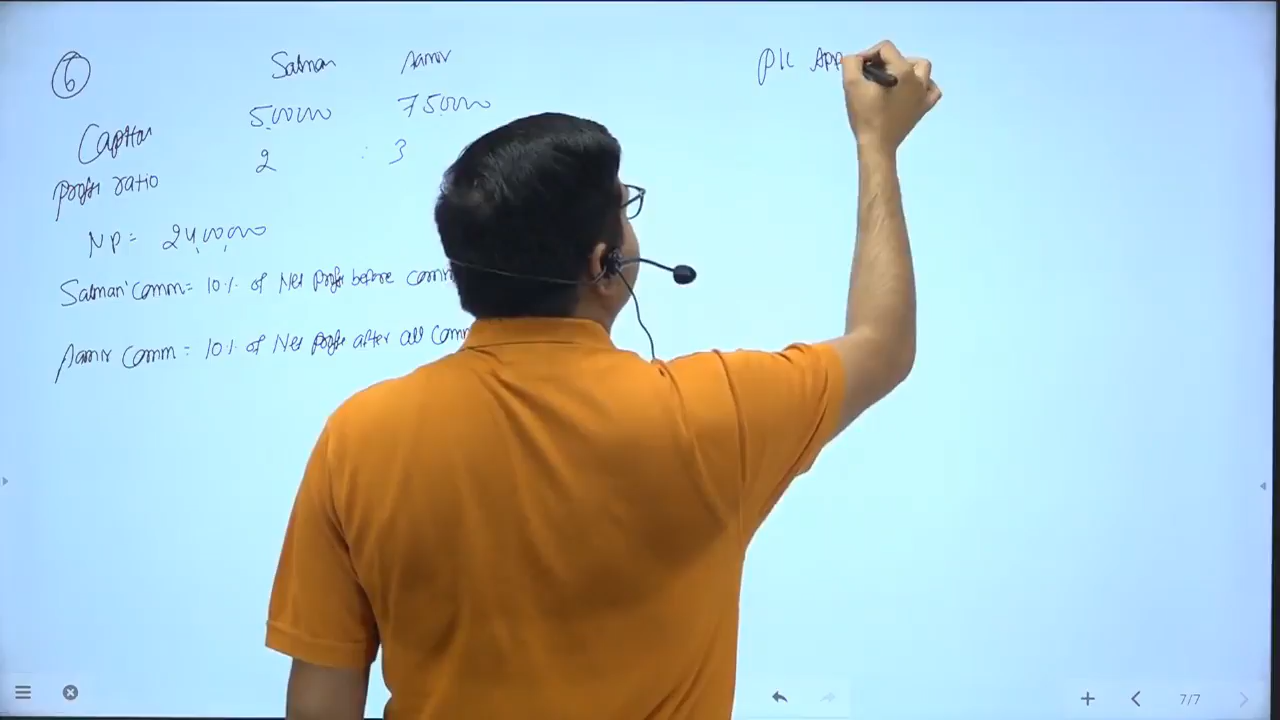 6
Salman Aamir
Capital 5,00,000 7,50,000
profit ratio 2 : 3
NP = 24,00,000
Salman' Comm = 10% of Net profit before comm
Aamir Comm = 10% of Net profit after all comm
P/L App
7/7